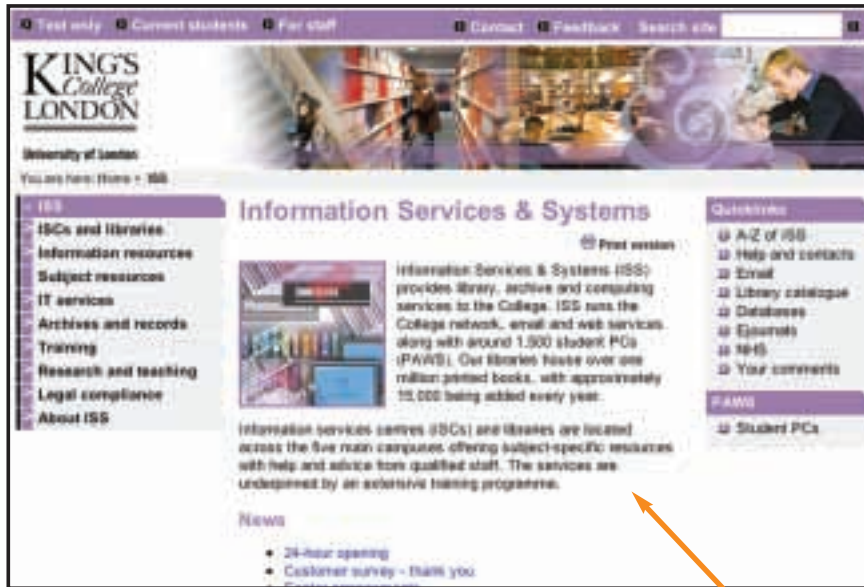 Text only Current students For staff Contact Feedback Search site
KING'S
College
LONDON
University of London
You are here: Home > ISS
ISS
ISCs and libraries
Information resources
Subject resources
IT services
Archives and records
Training
Research and teaching
Legal compliance
About ISS
Information Services & Systems
Print version
Information Services & Systems (ISS)
provides library, archive and computing
services to the College. ISS runs the
College network, email and web services
along with around 1,500 student PCs
(PAWS). Our libraries house over one
million printed books, with approximately
15,000 being added every year.
Information services centres (ISCs) and libraries are located
across the five main campuses offering subject-specific resources
with help and advice from qualified staff. The services are
underpinned by an extensive training programme.
News
24-hour opening
Customer survey - thank you
Quicklinks
A-Z of ISS
Help and contacts
Email
Library catalogue
Databases
Ejournals
NHS
Your comments
PAWS
Student PCs